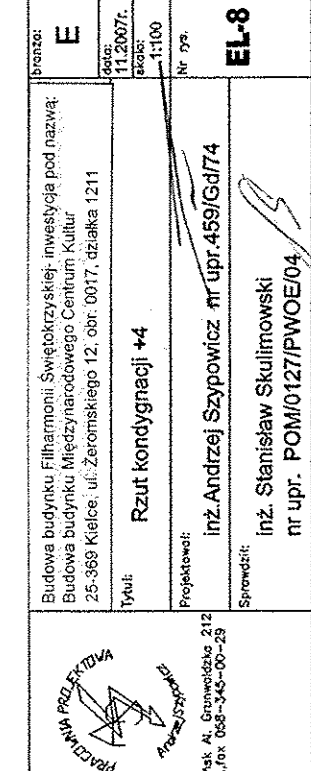 PRACOWNIA PROJEKTOWA
Andrzej Szypowicz
Al. Grunwaldzka 212
fax 058-345-00-29
Budowa budynku Filharmonii Świętokrzyskiej- inwestycja pod nazwą:
Budowa budynku Międzynarodowego Centrum Kultur
25-369 Kielce, ul. Żeromskiego 12, obr. 0017, działka 1211
branża:
E
Tytuł:
Rzut kondygnacji +4
data:
11.2007r.
skala:
1:100
Projektował:
inż.Andrzej Szypowicz nr upr.459/Gd/74
Nr rys.
EL-8
Sprawdził:
inż. Stanisław Skulimowski
nr upr. POM/0127/PWOE/04